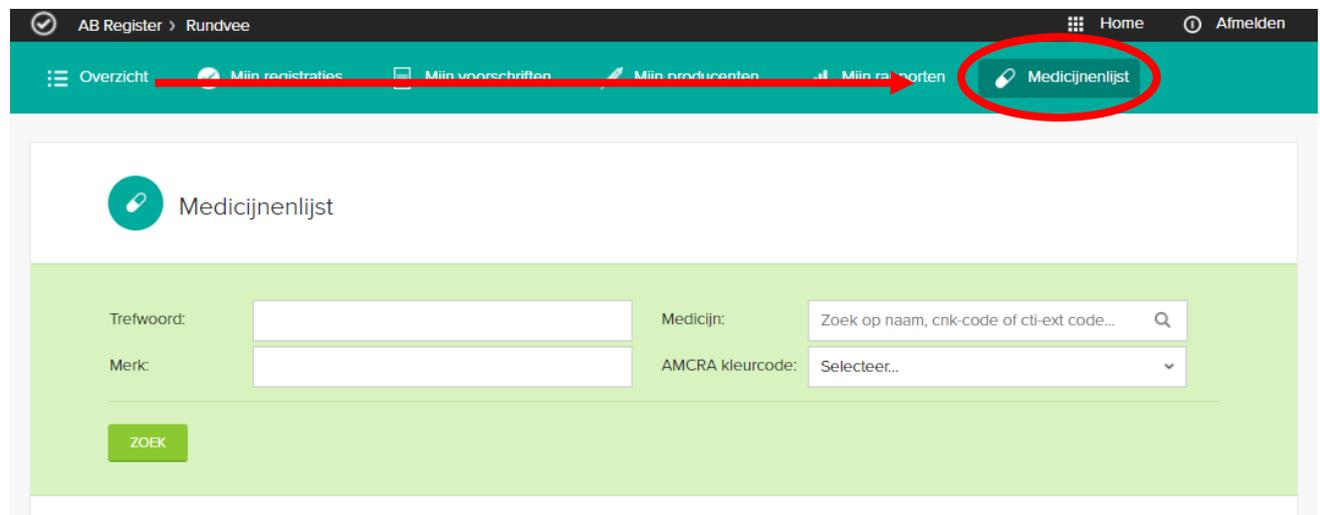 AB Register > Rundvee Home Afmelden
Overzicht Mijn registraties Mijn voorschriften Mijn producenten Mijn rapporten Medicijnenlijst
Medicijnenlijst
Trefwoord: Medicijn: Zoek op naam, cnk-code of cti-ext code...
Merk: AMCRA kleurcode: Selecteer...
ZOEK